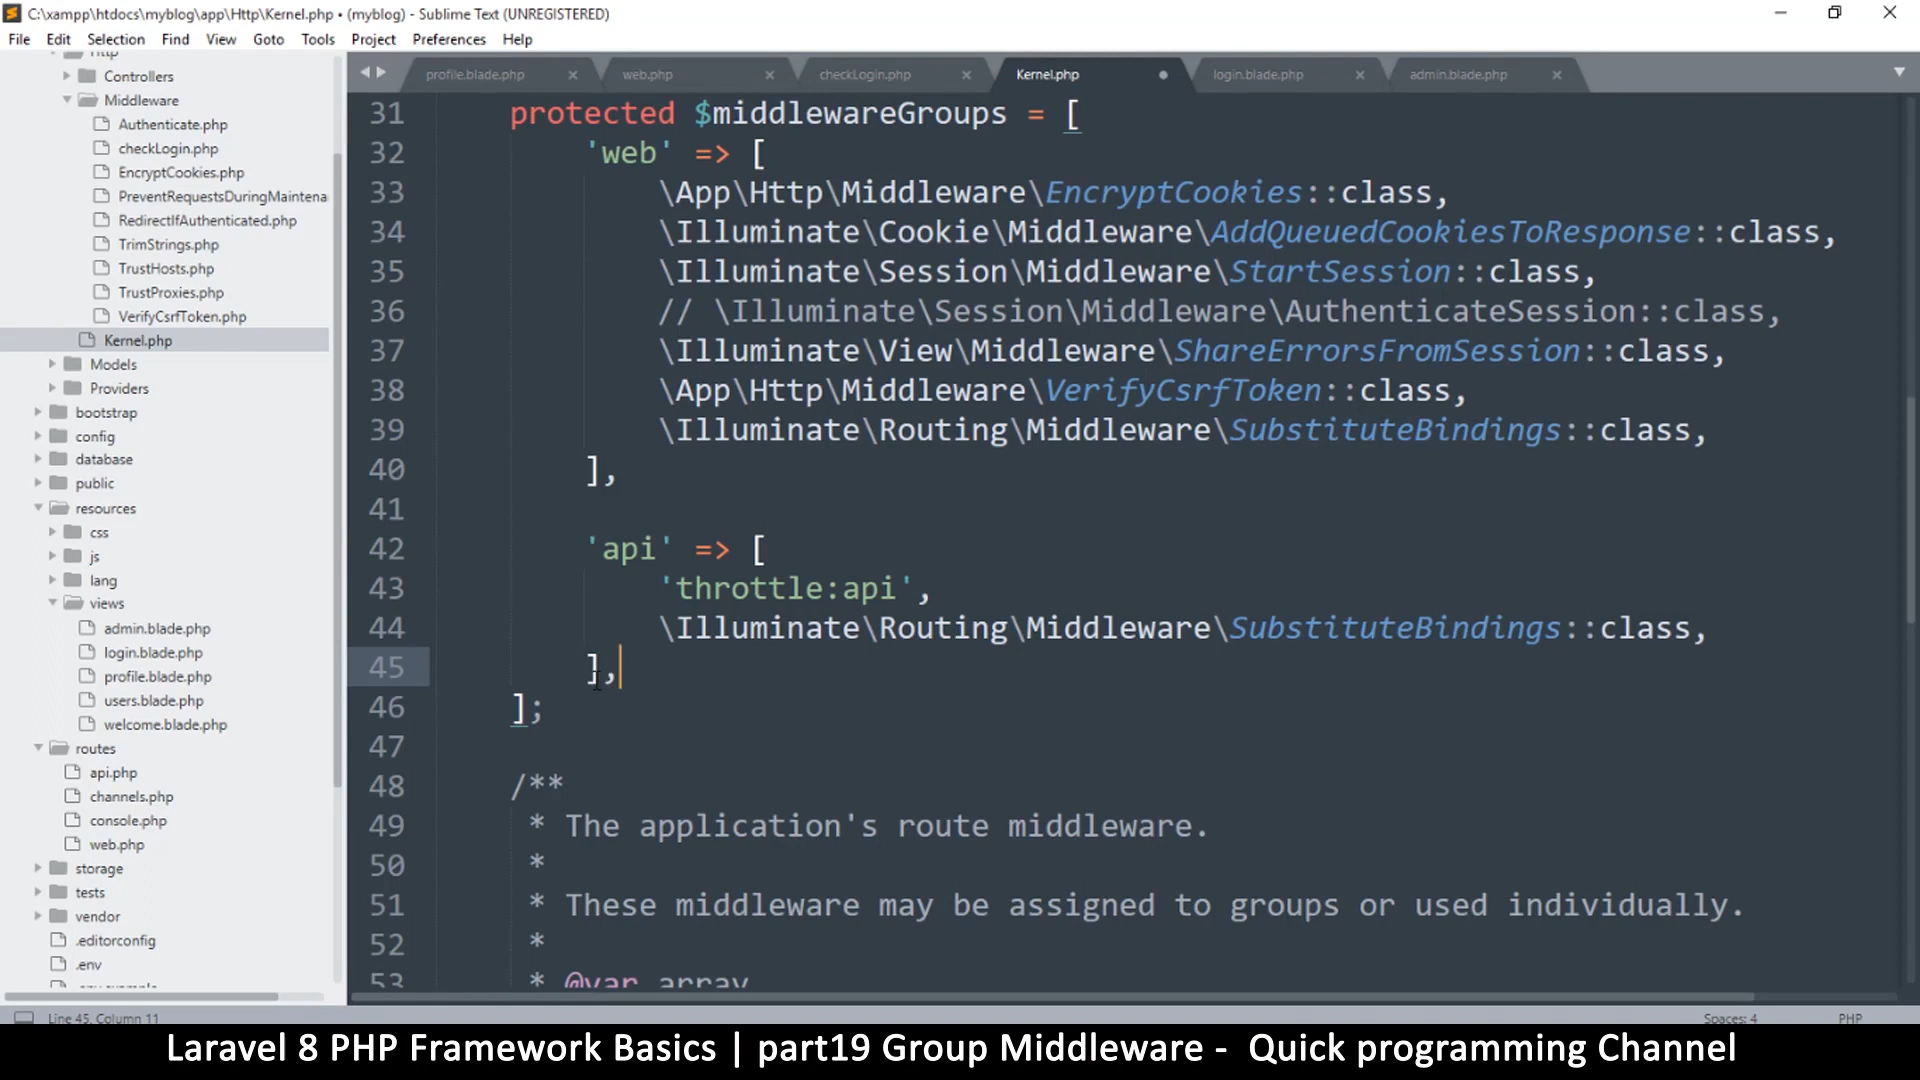 C:\xampp\htdocs\myblog\app\Http\Kernel.php • (myblog) - Sublime Text (UNREGISTERED)
File Edit Selection Find View Goto Tools Project Preferences Help
Http
Controllers
Middleware
Authenticate.php
checkLogin.php
EncryptCookies.php
PreventRequestsDuringMaintena
RedirectIfAuthenticated.php
TrimStrings.php
TrustHosts.php
TrustProxies.php
VerifyCsrfToken.php
Kernel.php
Models
Providers
bootstrap
config
database
public
resources
css
js
lang
views
admin.blade.php
login.blade.php
profile.blade.php
users.blade.php
welcome.blade.php
routes
api.php
channels.php
console.php
web.php
storage
tests
vendor
.editorconfig
.env
profile.blade.php web.php checkLogin.php Kernel.php login.blade.php admin.blade.php
31 protected $middlewareGroups = [
32 'web' => [
33 \App\Http\Middleware\EncryptCookies::class,
34 \Illuminate\Cookie\Middleware\AddQueuedCookiesToResponse::class,
35 \Illuminate\Session\Middleware\StartSession::class,
36 // \Illuminate\Session\Middleware\AuthenticateSession::class,
37 \Illuminate\View\Middleware\ShareErrorsFromSession::class,
38 \App\Http\Middleware\VerifyCsrfToken::class,
39 \Illuminate\Routing\Middleware\SubstituteBindings::class,
40 ],
41
42 'api' => [
43 'throttle:api',
44 \Illuminate\Routing\Middleware\SubstituteBindings::class,
45 ],
46 ];
47
48 /**
49 * The application's route middleware.
50 *
51 * These middleware may be assigned to groups or used individually.
52 *
53 * @var array
Line 45, Column 11 Spaces: 4 PHP
Laravel 8 PHP Framework Basics | part19 Group Middleware - Quick programming Channel